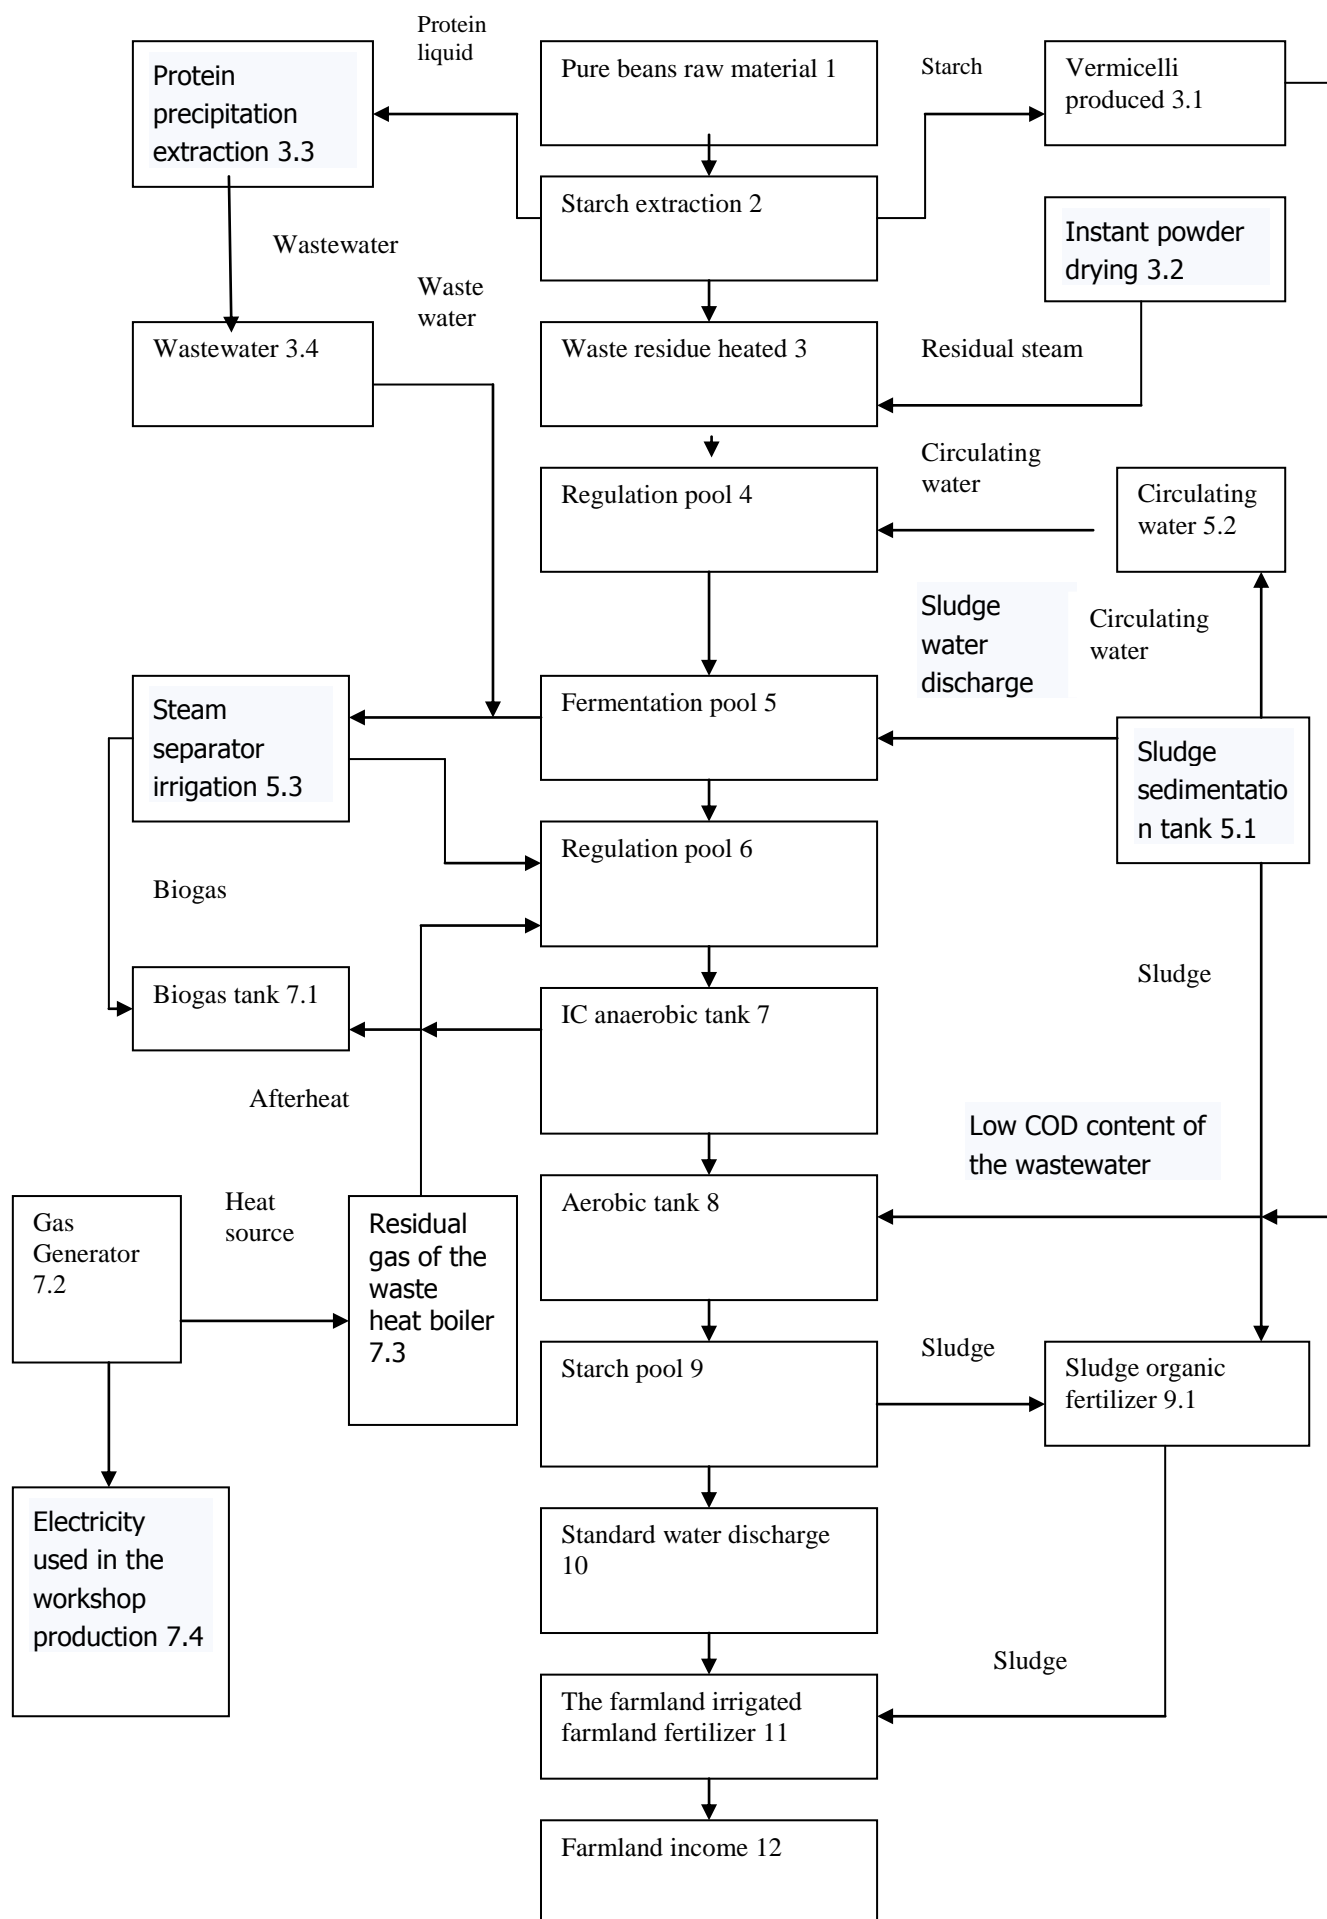 Protein
liquid
Protein
precipitation
extraction 3.3
Pure beans raw material 1
Starch
Vermicelli
produced 3.1
Starch extraction 2
Wastewater
Instant powder
drying 3.2
Waste
water
Wastewater 3.4
Waste residue heated 3
Residual steam
Circulating
water
Regulation pool 4
Circulating
water 5.2
Sludge
water
discharge
Circulating
water
Steam
separator
irrigation 5.3
Fermentation pool 5
Sludge
sedimentatio
n tank 5.1
Regulation pool 6
Biogas
Sludge
Biogas tank 7.1
IC anaerobic tank 7
Afterheat
Low COD content of
the wastewater
Aerobic tank 8
Gas
Generator
7.2
Heat
source
Residual
gas of the
waste
heat boiler
7.3
Starch pool 9
Sludge
Sludge organic
fertilizer 9.1
Electricity
used in the
workshop
production 7.4
Standard water discharge
10
Sludge
The farmland irrigated
farmland fertilizer 11
Farmland income 12